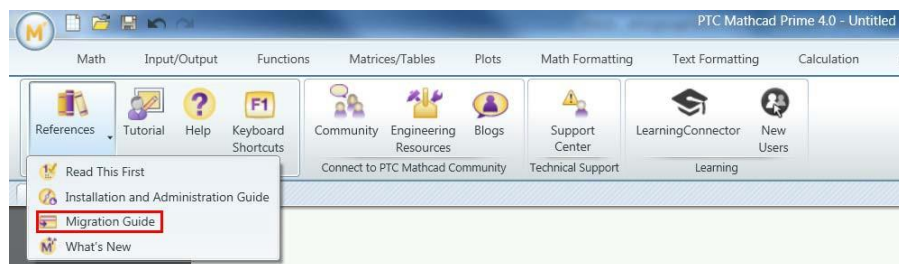 M
PTC Mathcad Prime 4.0 - Untitled
Math Input/Output Functions Matrices/Tables Plots Math Formatting Text Formatting Calculation
F1
References Tutorial Help Keyboard Shortcuts Community Engineering Resources Blogs Support Center LearningConnector New Users
Connect to PTC Mathcad Community Technical Support Learning
Read This First
Installation and Administration Guide
Migration Guide
What's New